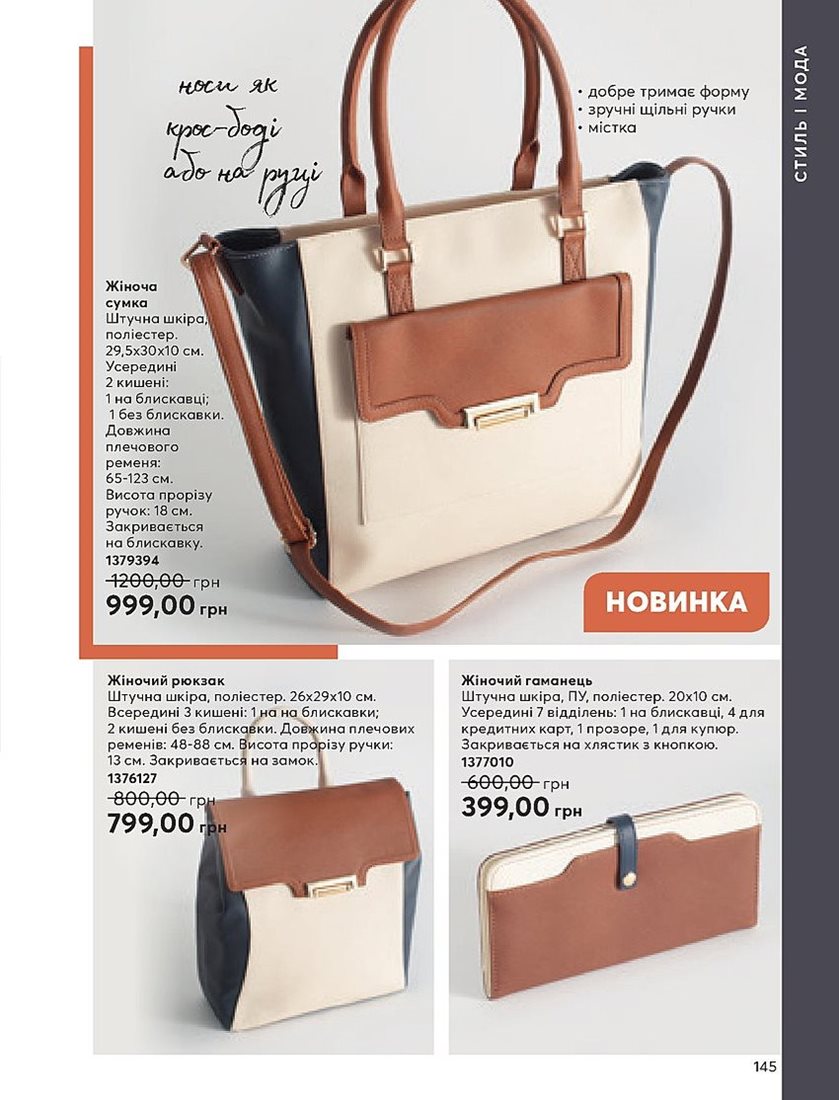 носи як
крос-боді
або на руці
• добре тримає форму
• зручні щільні ручки
• містка
СТИЛЬ І МОДА
Жіноча
сумка
Штучна шкіра,
поліестер.
29,5х30х10 см.
Усередині
2 кишені:
1 на блискавці;
1 без блискавки.
Довжина
плечового
ременя:
65-123 см.
Висота прорізу
ручок: 18 см.
Закривається
на блискавку.
1379394
1200,00 грн
999,00 грн
НОВИНКА
Жіночий рюкзак
Штучна шкіра, поліестер. 26х29х10 см.
Всередині 3 кишені: 1 на на блискавки;
2 кишені без блискавки. Довжина плечових
ременів: 48-88 см. Висота прорізу ручки:
13 см. Закривається на замок.
1376127
800,00 грн
799,00 грн
Жіночий гаманець
Штучна шкіра, ПУ, поліестер. 20х10 см.
Усередині 7 відділень: 1 на блискавці, 4 для
кредитних карт, 1 прозоре, 1 для купюр.
Закривається на хлястик з кнопкою.
1377010
600,00 грн
399,00 грн
145